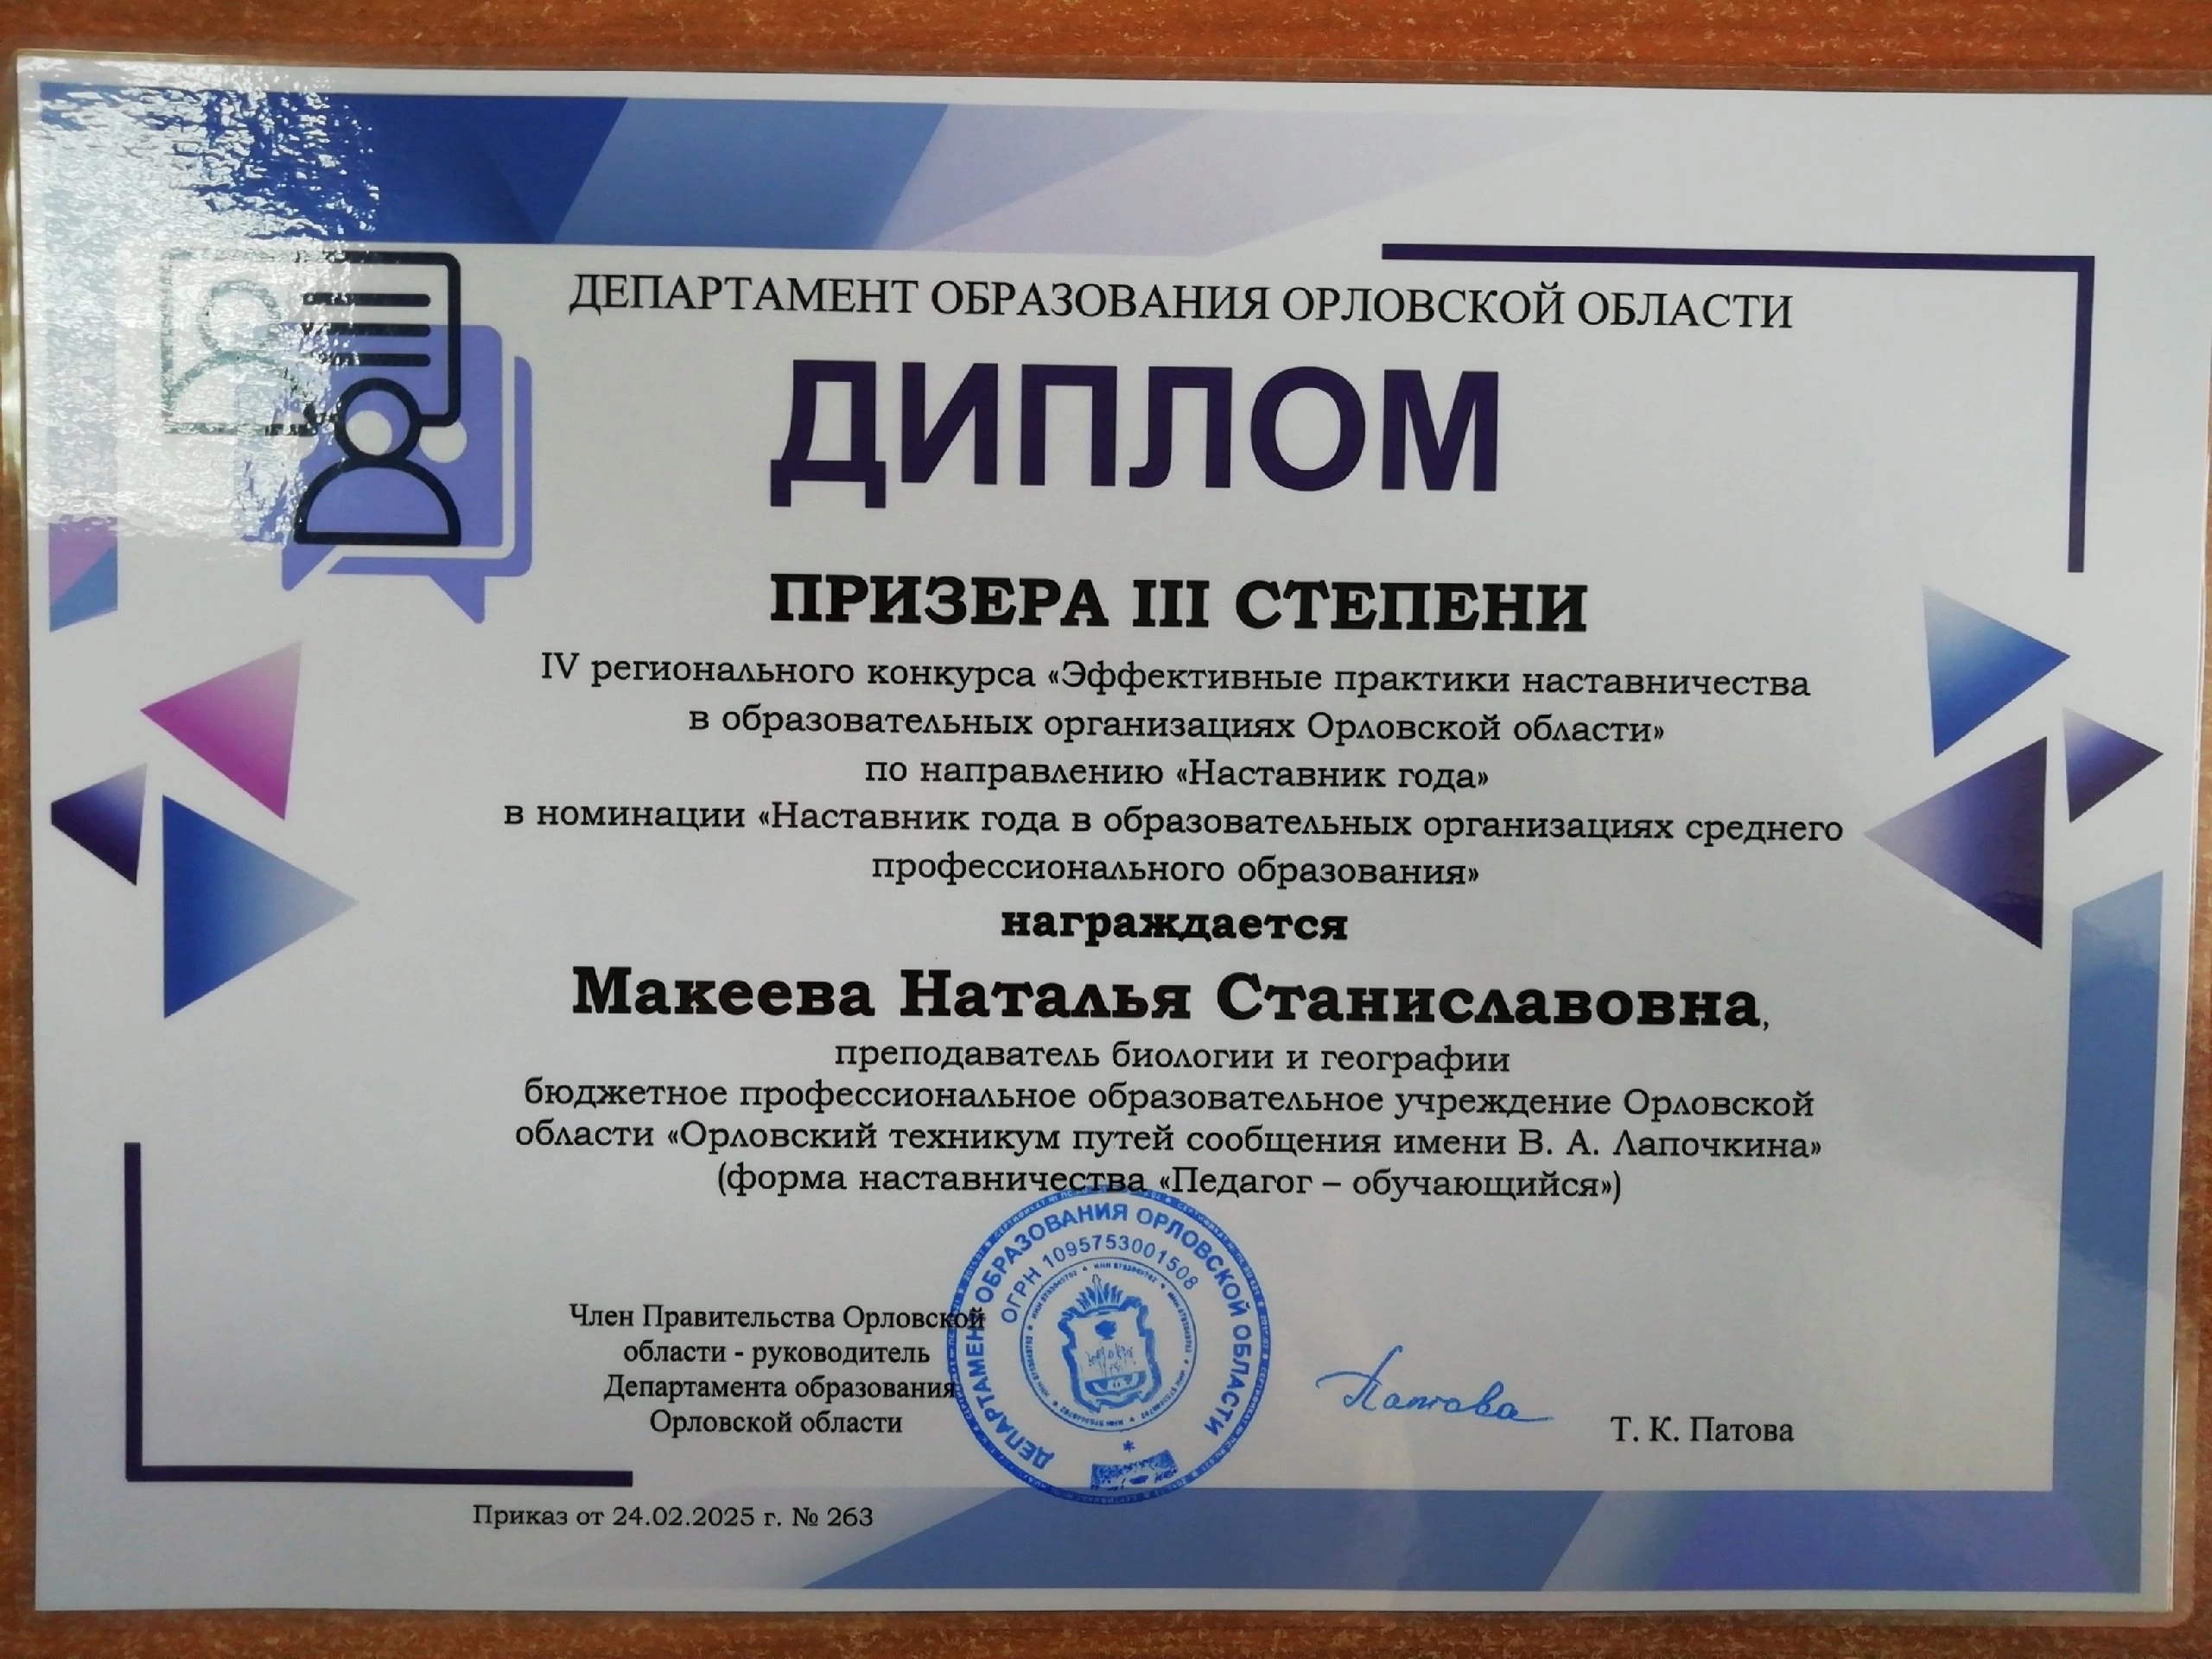 ДЕПАРТАМЕНТ ОБРАЗОВАНИЯ ОРЛОВСКОЙ ОБЛАСТИ
ДИПЛОМ
ПРИЗЕРА III СТЕПЕНИ
IV регионального конкурса «Эффективные практики наставничества
в образовательных организациях Орловской области»
по направлению «Наставник года»
в номинации «Наставник года в образовательных организациях среднего
профессионального образования»
награждается
Макеева Наталья Станиславовна,
преподаватель биологии и географии
бюджетное профессиональное образовательное учреждение Орловской
области «Орловский техникум путей сообщения имени В. А. Лапочкина»
(форма наставничества «Педагог – обучающийся»)
Член Правительства Орловской
области - руководитель
Департамента образования
Орловской области
ДЕПАРТАМЕНТ ОБРАЗОВАНИЯ ОРЛОВСКОЙ ОБЛАСТИ
ОГРН 1095753001508
Патова
Т. К. Патова
Приказ от 24.02.2025 г. № 263